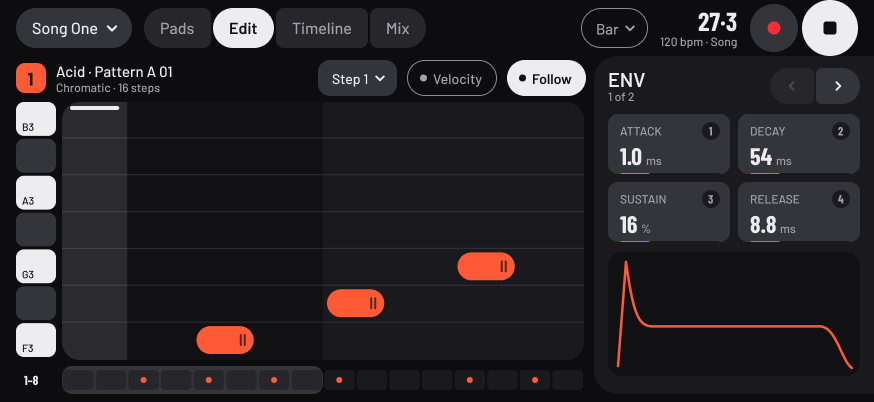 Song One
Pads
Edit
Timeline
Mix
Bar
27·3
120 bpm · Song
1
Acid · Pattern A 01
Chromatic · 16 steps
Step 1
Velocity
Follow
ENV
1 of 2
B3
A3
G3
F3
ATTACK 1
1.0 ms
DECAY 2
54 ms
SUSTAIN 3
16 %
RELEASE 4
8.8 ms
1-8